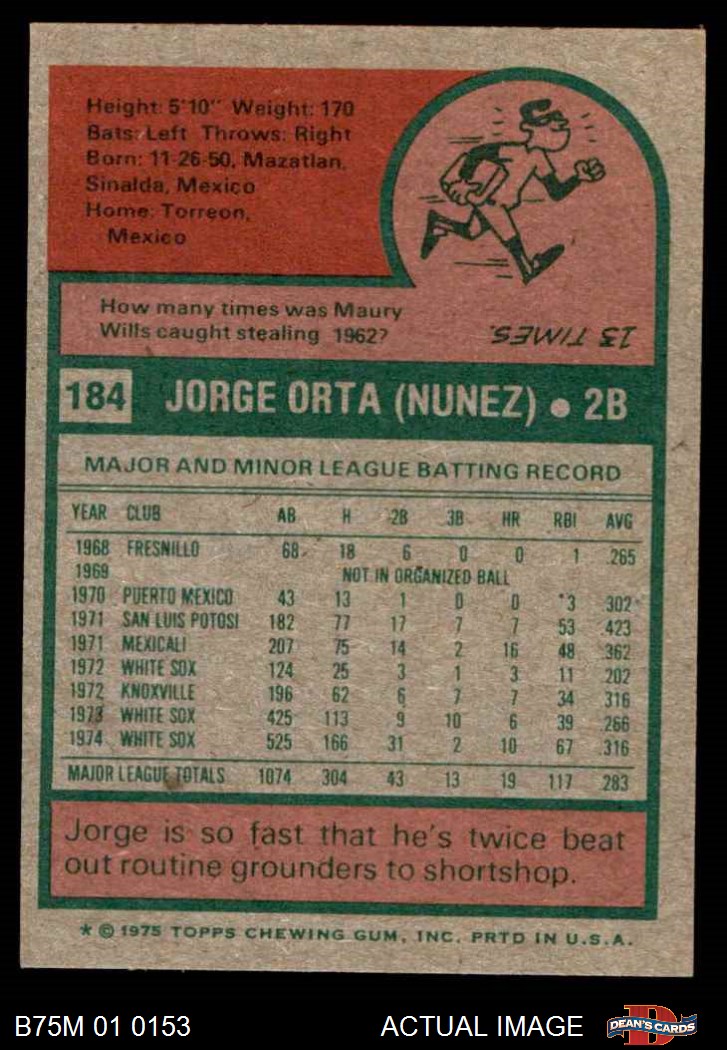 Height: 5'10" Weight: 170
Bats: Left Throws: Right
Born: 11-26-50, Mazatlan,
Sinalda, Mexico
Home: Torreon,
Mexico
How many times was Maury
Wills caught stealing 1962?
13 TIMES.
184 JORGE ORTA (NUNEZ) ● 2B
MAJOR AND MINOR LEAGUE BATTING RECORD
YEAR CLUB AB H 2B 3B HR RBI AVG
1968 FRESNILLO 68 18 6 0 0 1 .265
1969 NOT IN ORGANIZED BALL
1970 PUERTO MEXICO 43 13 1 0 0 3 .302
1971 SAN LUIS POTOSI 182 77 17 7 7 53 .423
1971 MEXICALI 207 75 14 2 16 48 .362
1972 WHITE SOX 124 25 3 1 3 11 .202
1972 KNOXVILLE 196 62 6 7 7 34 .316
1973 WHITE SOX 425 113 9 10 6 39 .266
1974 WHITE SOX 525 166 31 2 10 67 .316
MAJOR LEAGUE TOTALS 1074 304 43 13 19 117 .283
Jorge is so fast that he's twice beat
out routine grounders to shortshop.
* © 1975 TOPPS CHEWING GUM, INC. PRTD IN U.S.A.
B75M 01 0153 ACTUAL IMAGE D DEAN'S CARDS